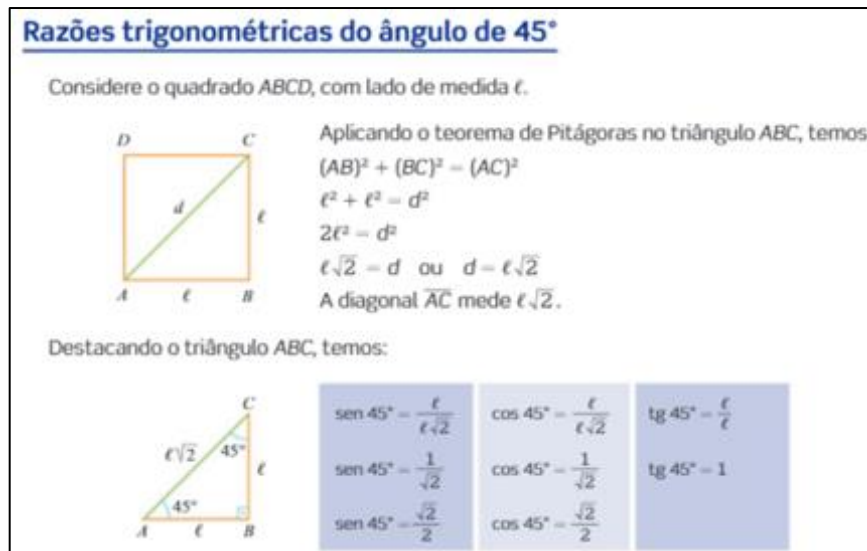 Razões trigonométricas do ângulo de 45°
Considere o quadrado ABCD, com lado de medida ℓ.
D C
d
ℓ
A ℓ B
Aplicando o teorema de Pitágoras no triângulo ABC, temos
(AB)² + (BC)² = (AC)²
ℓ² + ℓ² = d²
2ℓ² = d²
ℓ√2 = d ou d = ℓ√2
A diagonal AC mede ℓ√2.
Destacando o triângulo ABC, temos:
C
ℓ√2 45° ℓ
45°
A ℓ B
sen 45° = ℓ/ℓ√2
sen 45° = 1/√2
sen 45° = √2/2
cos 45° = ℓ/ℓ√2
cos 45° = 1/√2
cos 45° = √2/2
tg 45° = ℓ/ℓ
tg 45° = 1